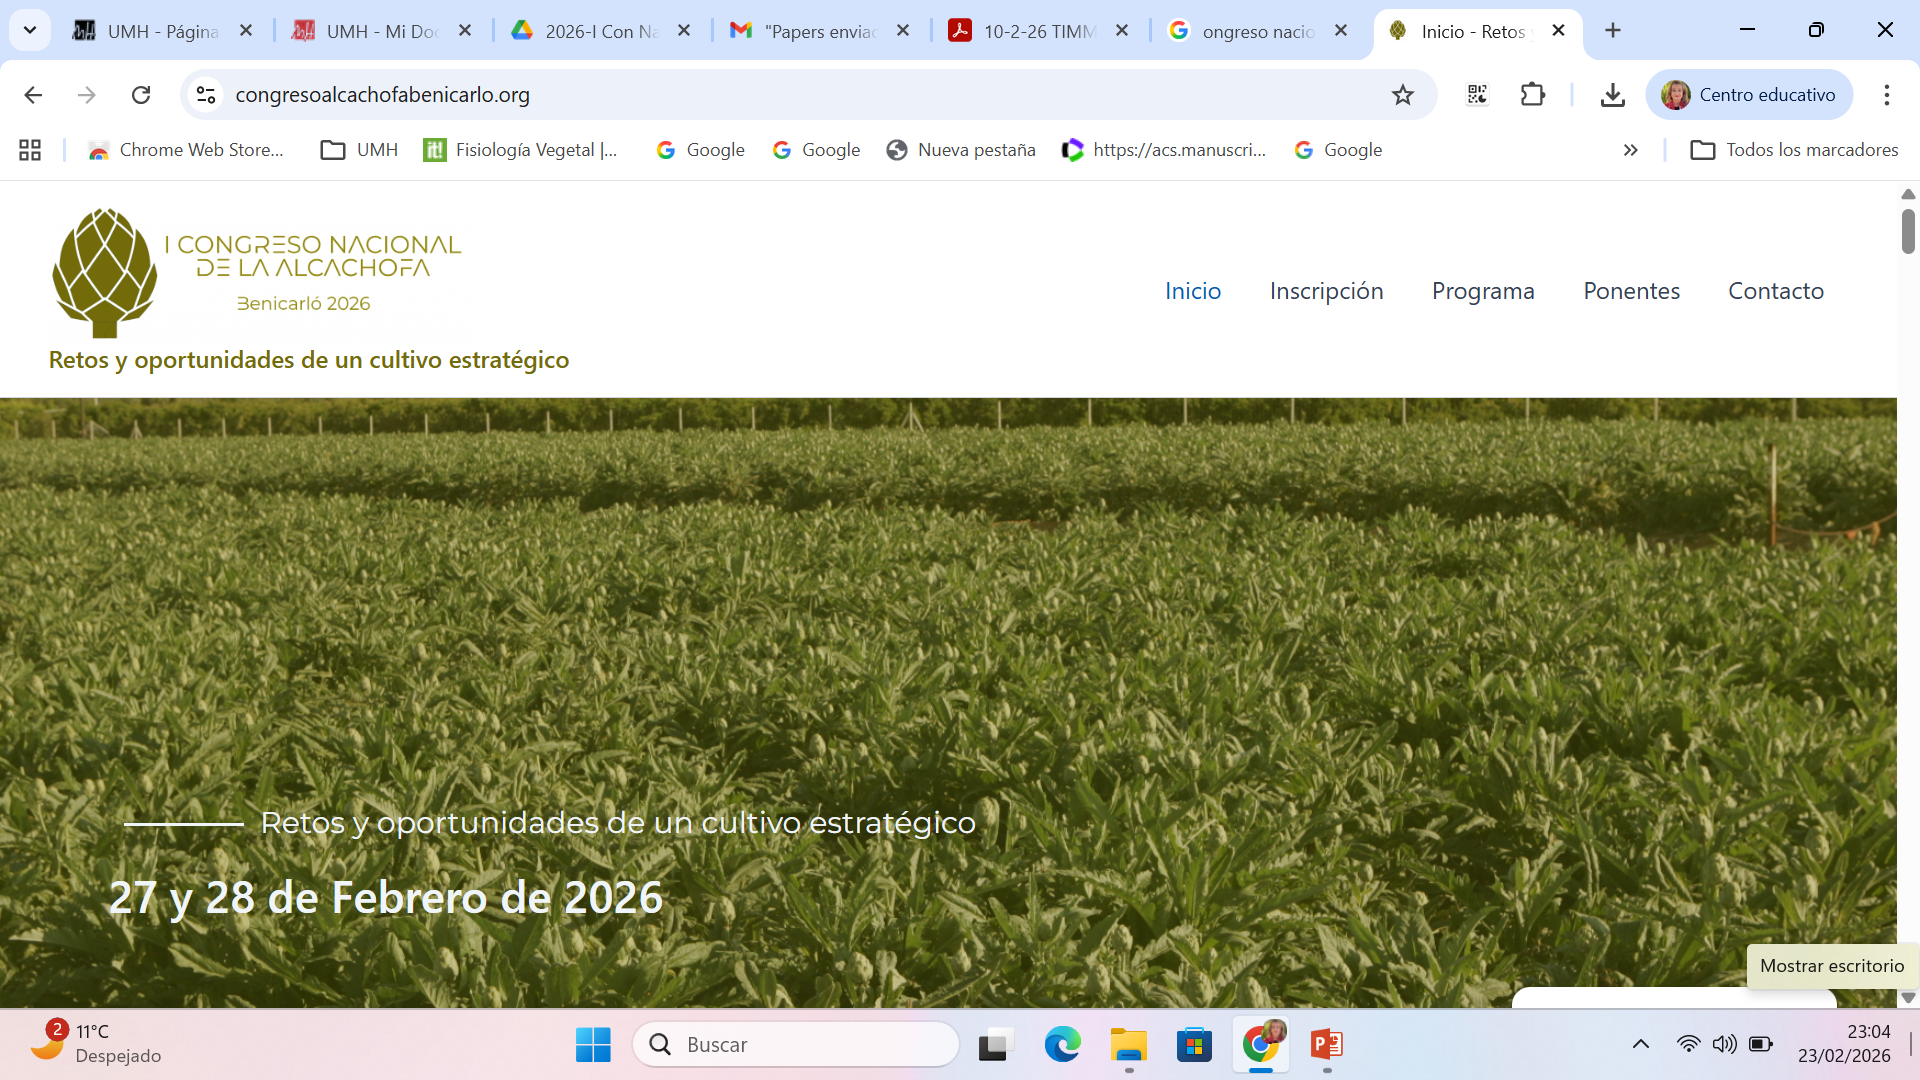 UMH - Página
UMH - Mi Do
2026-I Con Na
"Papers envia
10-2-26 TIMM
ongreso nacio
Inicio - Retos
congresoalcachofabenicarlo.org
Centro educativo
Chrome Web Store...
UMH
Fisiología Vegetal |...
Google
Google
Nueva pestaña
https://acs.manuscri...
Google
Todos los marcadores
I CONGRESO NACIONAL
DE LA ALCACHOFA
Benicarló 2026
Retos y oportunidades de un cultivo estratégico
Inicio
Inscripción
Programa
Ponentes
Contacto
Retos y oportunidades de un cultivo estratégico
27 y 28 de Febrero de 2026
Mostrar escritorio
2
11°C
Despejado
Buscar
23:04
23/02/2026